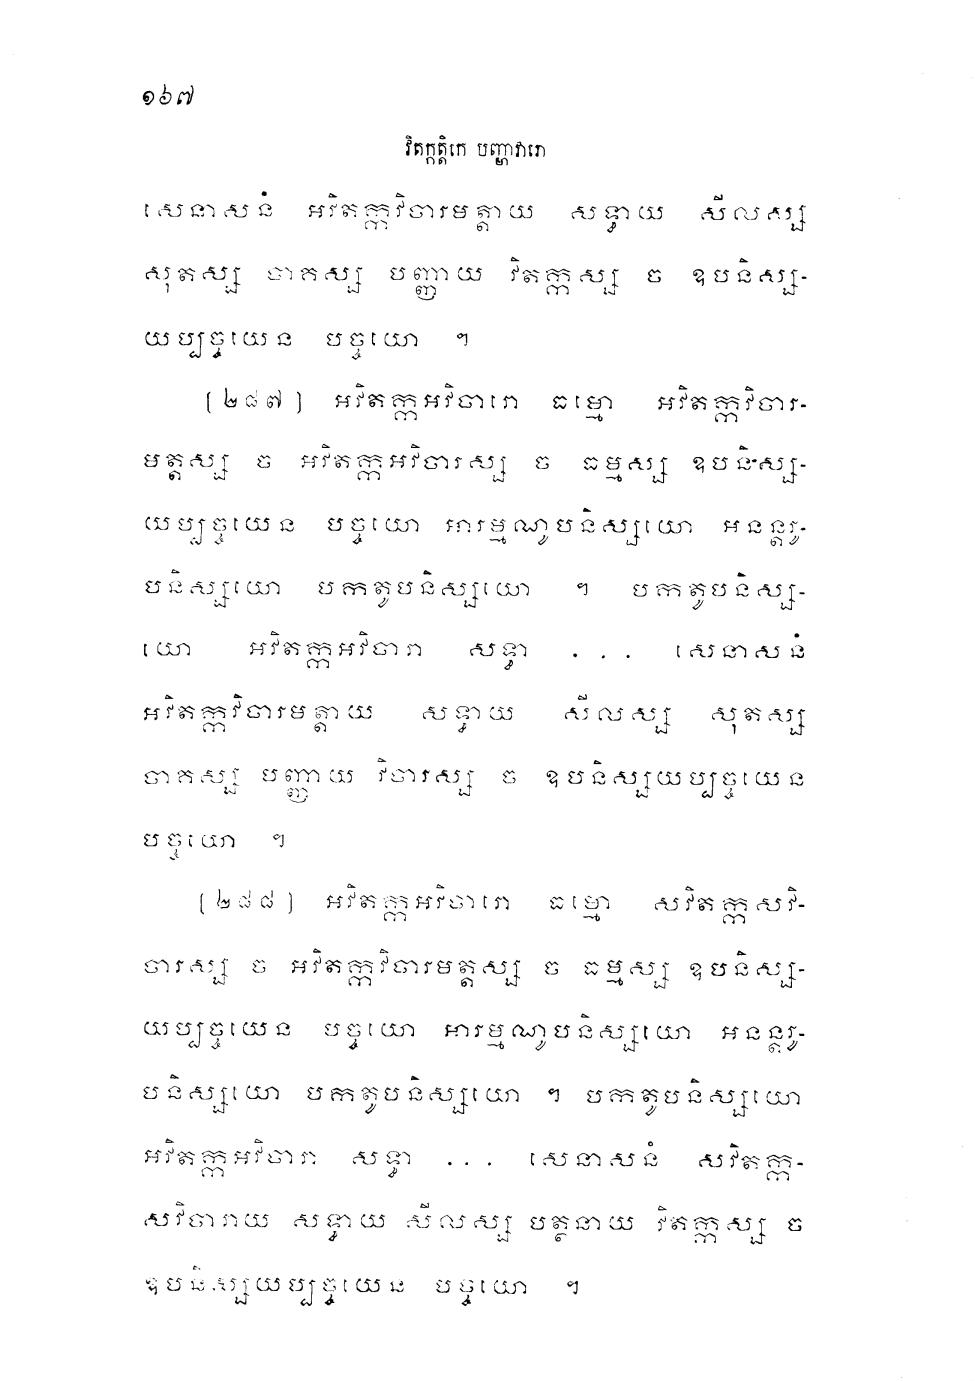 ១៦៧
វិតក្កត្តិកេ បញ្ហាវារោ
សេនាសនំ អវិតក្កវិចារមត្តាយ សទ្ធាយ សីលស្ស
សុតស្ស ចាគស្ស បញ្ញាយ វិតក្កស្ស ច ឧបនិស្ស-
យប្បច្ចយេន បច្ចយោ ។
[២៨៧] អវិតក្កអវិចារោ ធម្មោ អវិតក្កវិចារ-
មត្តស្ស ច អវិតក្កអវិចារស្ស ច ធម្មស្ស ឧបនិស្ស-
យប្បច្ចយេន បច្ចយោ អារម្មណូបនិស្សយោ អនន្តរូ-
បនិស្សយោ បកតូបនិស្សយោ ។ បកតូបនិស្ស-
យោ អវិតក្កអវិចារា សទ្ធា . . . សេនាសនំ
អវិតក្កវិចារមត្តាយ សទ្ធាយ សីលស្ស សុតស្ស
ចាគស្ស បញ្ញាយ វិចារស្ស ច ឧបនិស្សយប្បច្ចយេន
បច្ចយោ ។
[២៨៨] អវិតក្កអវិចារោ ធម្មោ សវិតក្កសវិ-
ចារស្ស ច អវិតក្កវិចារមត្តស្ស ច ធម្មស្ស ឧបនិស្ស-
យប្បច្ចយេន បច្ចយោ អារម្មណូបនិស្សយោ អនន្តរូ-
បនិស្សយោ បកតូបនិស្សយោ ។ បកតូបនិស្សយោ
អវិតក្កអវិចារា សទ្ធា . . . សេនាសនំ សវិតក្ក-
សវិចារាយ សទ្ធាយ សីលស្ស បត្ថនាយ វិតក្កស្ស ច
ឧបនិស្សយប្បច្ចយេន បច្ចយោ ។